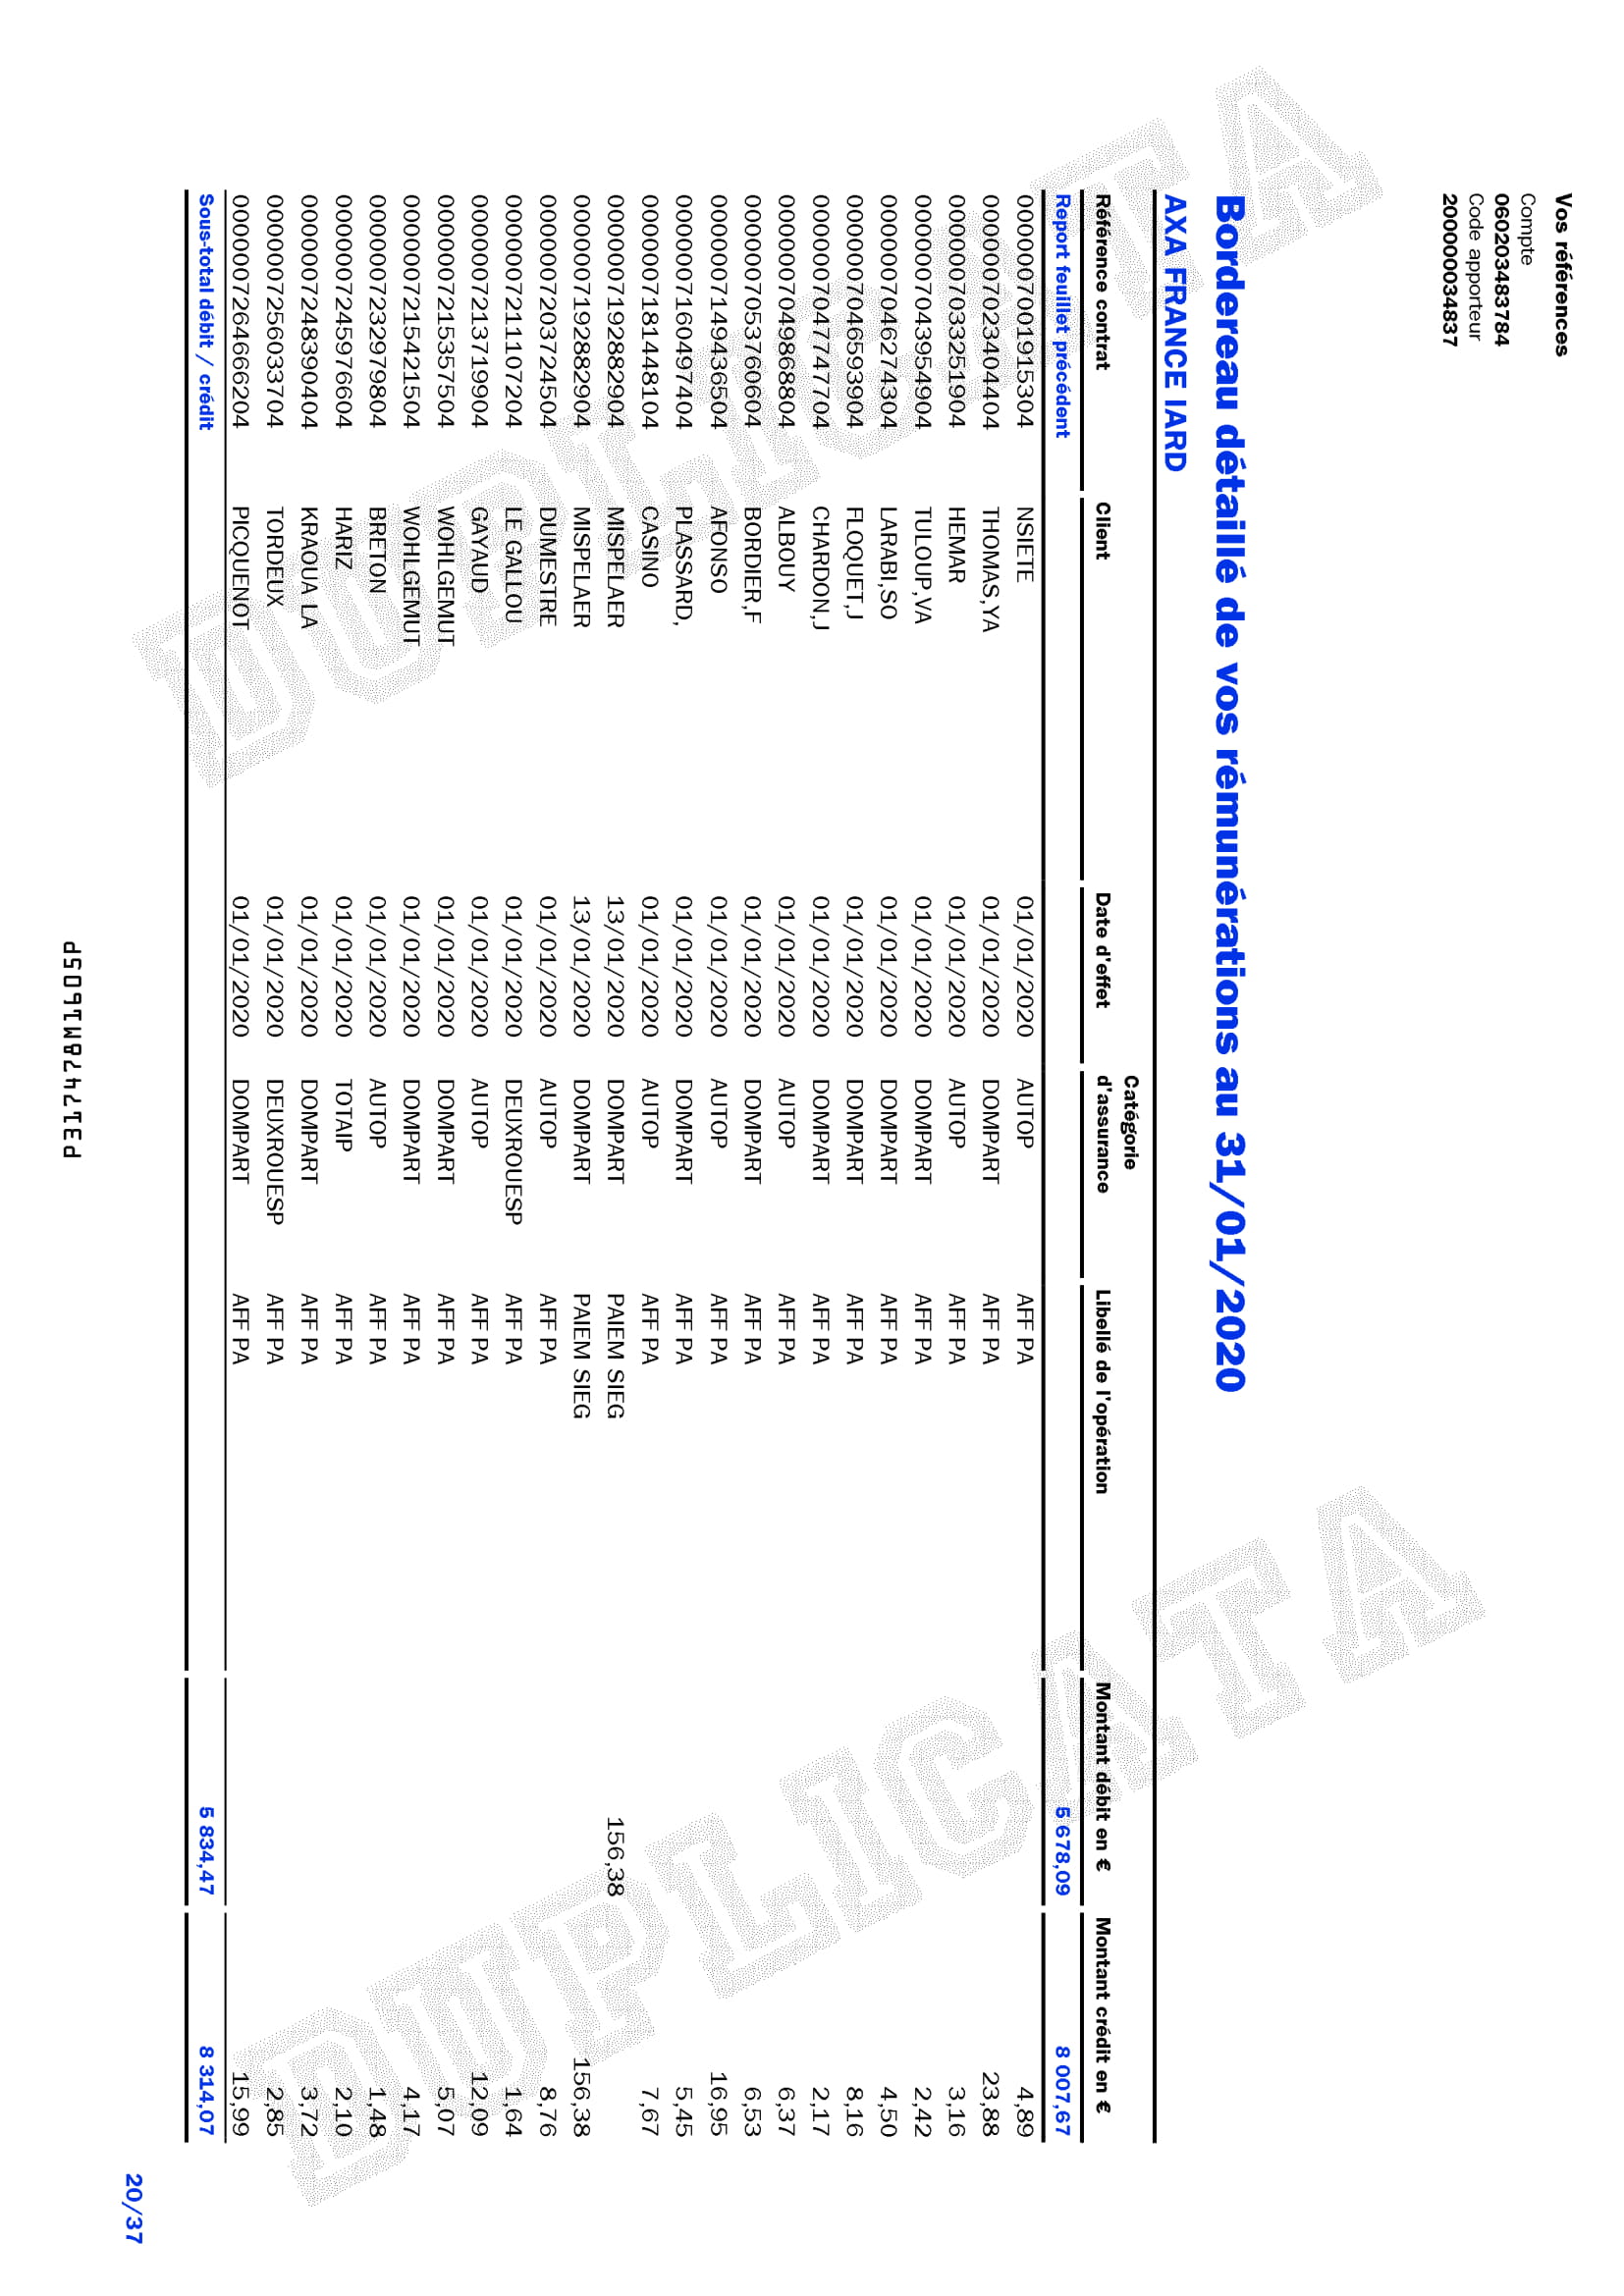 Vos références
Compte
060203483784
Code apporteur
2000000034837
Bordereau détaillé de vos rémunérations au 31/01/2020
AXA FRANCE IARD
Référence contrat Client Date d'effet Catégorie d'assurance Libellé de l'opération Montant débit en € Montant crédit en €
Report feuillet précédent 5 678,09 8 007,67
0000007001915304 NSIETE 01/01/2020 AUTOP AFF PA 4,89
0000007023404404 THOMAS,YA 01/01/2020 DOMPART AFF PA 23,88
0000007033251904 HEMAR 01/01/2020 AUTOP AFF PA 3,16
0000007043954904 TULOUP,VA 01/01/2020 DOMPART AFF PA 2,42
0000007046274304 LARABI,SO 01/01/2020 DOMPART AFF PA 4,50
0000007046593904 FLOQUET,J 01/01/2020 DOMPART AFF PA 8,16
0000007047747704 CHARDON,J 01/01/2020 DOMPART AFF PA 2,17
0000007049868804 ALBOUY 01/01/2020 AUTOP AFF PA 6,37
0000007053760604 BORDIER,F 01/01/2020 DOMPART AFF PA 6,53
0000007149436504 AFONSO 01/01/2020 AUTOP AFF PA 16,95
0000007160497404 PLASSARD, 01/01/2020 DOMPART AFF PA 5,45
0000007181448104 CASINO 01/01/2020 AUTOP AFF PA 7,67
0000007192882904 MISPELAER 13/01/2020 DOMPART PAIEM SIEG 156,38
0000007192882904 MISPELAER 13/01/2020 DOMPART PAIEM SIEG 156,38
0000007203724504 DUMESTRE 01/01/2020 AUTOP AFF PA 8,76
0000007211107204 LE GALLOU 01/01/2020 DEUXROUESP AFF PA 1,64
0000007213719904 GAYAUD 01/01/2020 AUTOP AFF PA 12,09
0000007215357504 WOHLGEMUT 01/01/2020 DOMPART AFF PA 5,07
0000007215421504 WOHLGEMUT 01/01/2020 DOMPART AFF PA 4,17
0000007232979804 BRETON 01/01/2020 AUTOP AFF PA 1,48
0000007245976604 HARIZ 01/01/2020 TOTAIP AFF PA 2,10
0000007248390404 KRAOUA LA 01/01/2020 DOMPART AFF PA 3,72
0000007256033704 TORDEUX 01/01/2020 DEUXROUESP AFF PA 2,85
0000007264666204 PICQUENOT 01/01/2020 DOMPART AFF PA 15,99
Sous-total débit / crédit 5 834,47 8 314,07
20/37
DUPLICATA
DUPLICATA